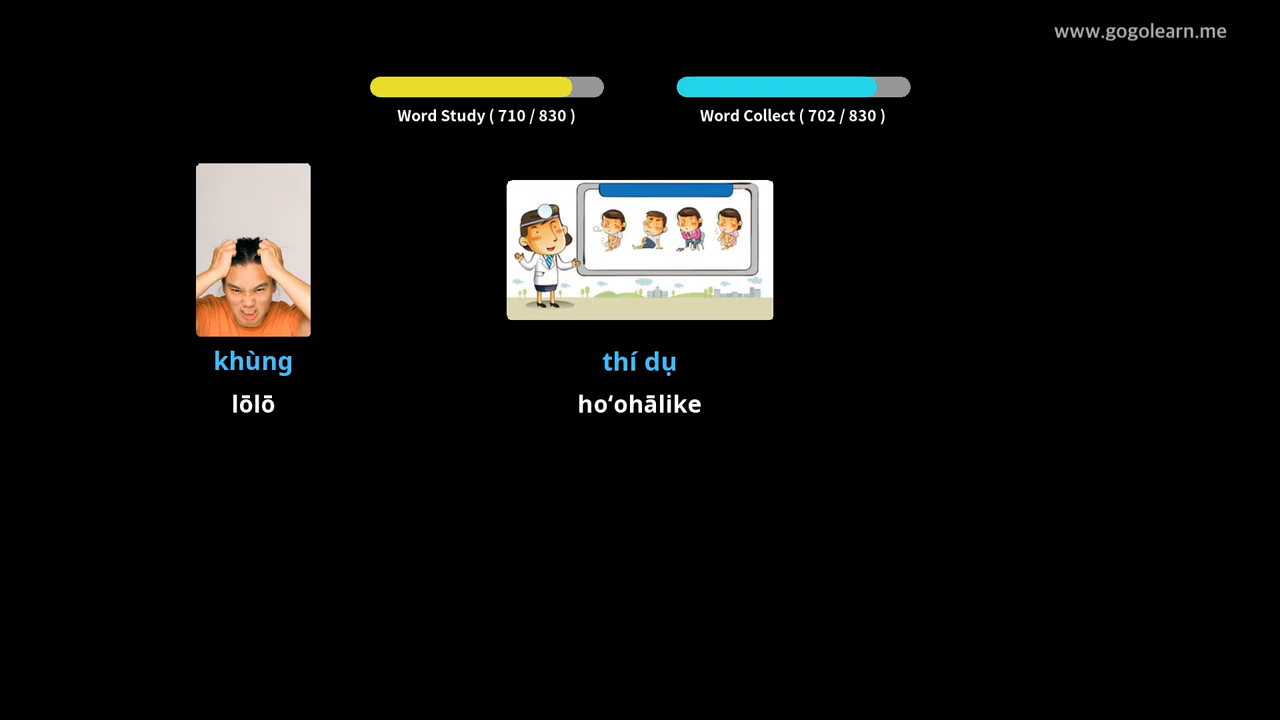 www.gogolearn.me
Word Study ( 710 / 830 )
Word Collect ( 702 / 830 )
khùng
thí dụ
lōlō
hoʻohālike